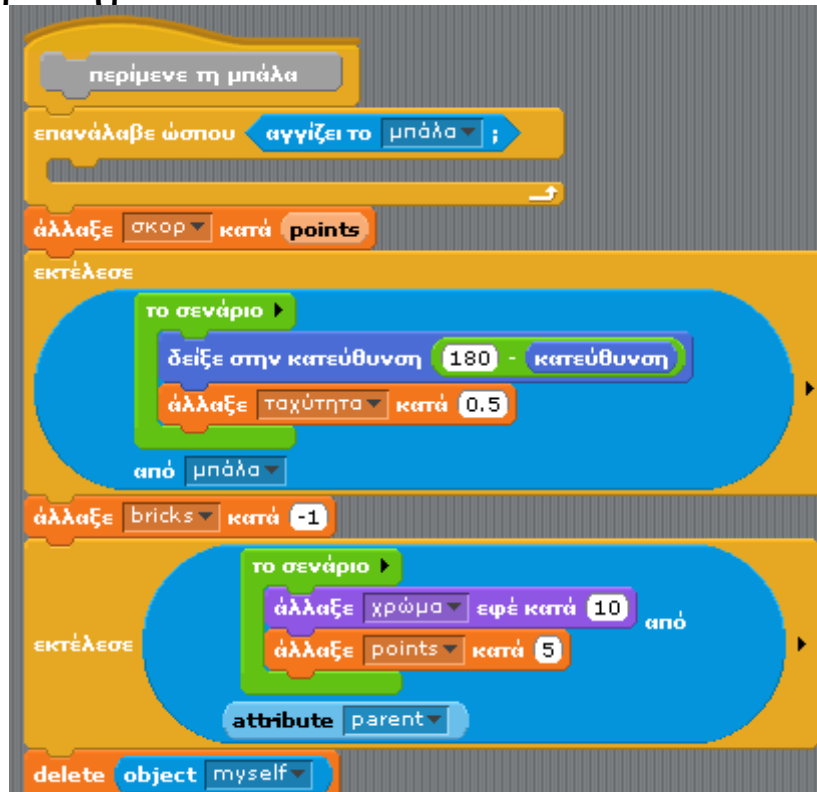 περίμενε τη μπάλα
επανάλαβε ώσπου αγγίζει το μπάλα ;
άλλαξε σκορ κατά points
εκτέλεσε
το σενάριο
δείξε στην κατεύθυνση 180 - κατεύθυνση
άλλαξε ταχύτητα κατά 0.5
από μπάλα
άλλαξε bricks κατά -1
το σενάριο
άλλαξε χρώμα εφέ κατά 10
από
εκτέλεσε
άλλαξε points κατά 5
attribute parent
delete object myself